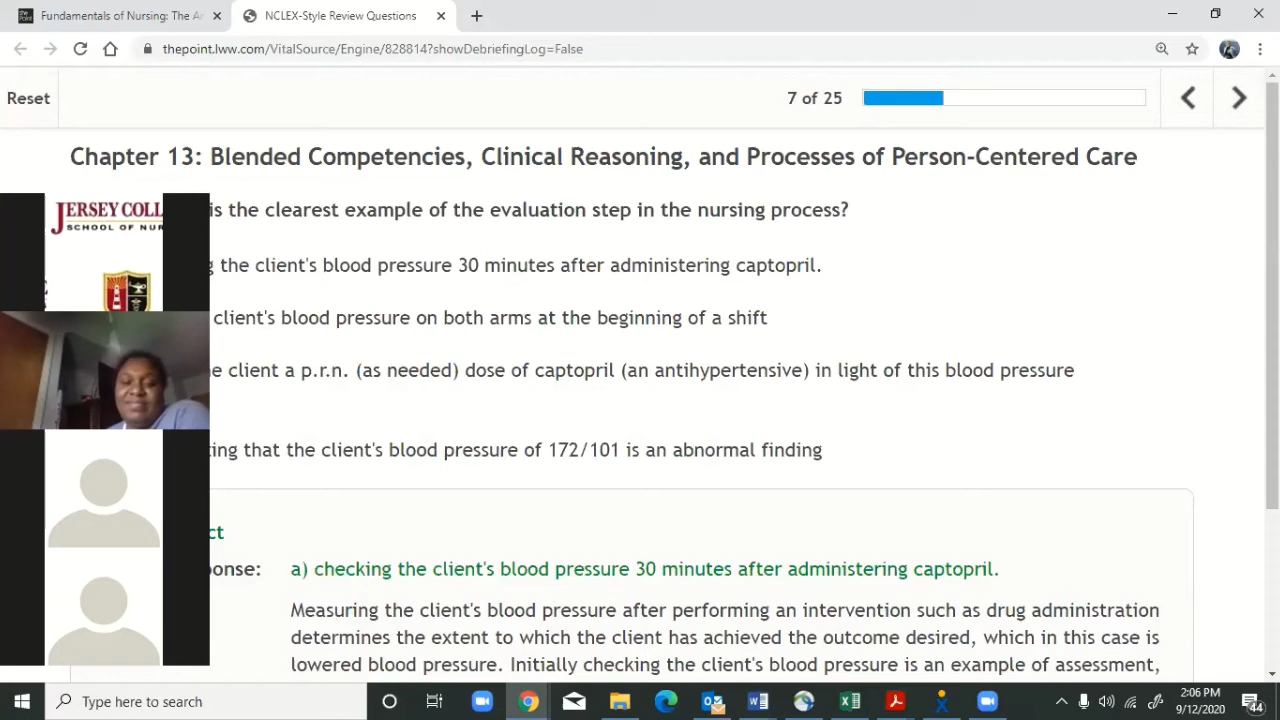 Fundamentals of Nursing: The A
NCLEX-Style Review Questions
thepoint.lww.com/VitalSource/Engine/828814?showDebriefingLog=False
Reset
7 of 25
Chapter 13: Blended Competencies, Clinical Reasoning, and Processes of Person-Centered Care
JERSEY COLL
SCHOOL OF NUR
is the clearest example of the evaluation step in the nursing process?
g the client's blood pressure 30 minutes after administering captopril.
client's blood pressure on both arms at the beginning of a shift
e client a p.r.n. (as needed) dose of captopril (an antihypertensive) in light of this blood pressure
ing that the client's blood pressure of 172/101 is an abnormal finding
ct
onse: a) checking the client's blood pressure 30 minutes after administering captopril.
Measuring the client's blood pressure after performing an intervention such as drug administration
determines the extent to which the client has achieved the outcome desired, which in this case is
lowered blood pressure. Initially checking the client's blood pressure is an example of assessment,
Type here to search
2:06 PM
9/12/2020
44